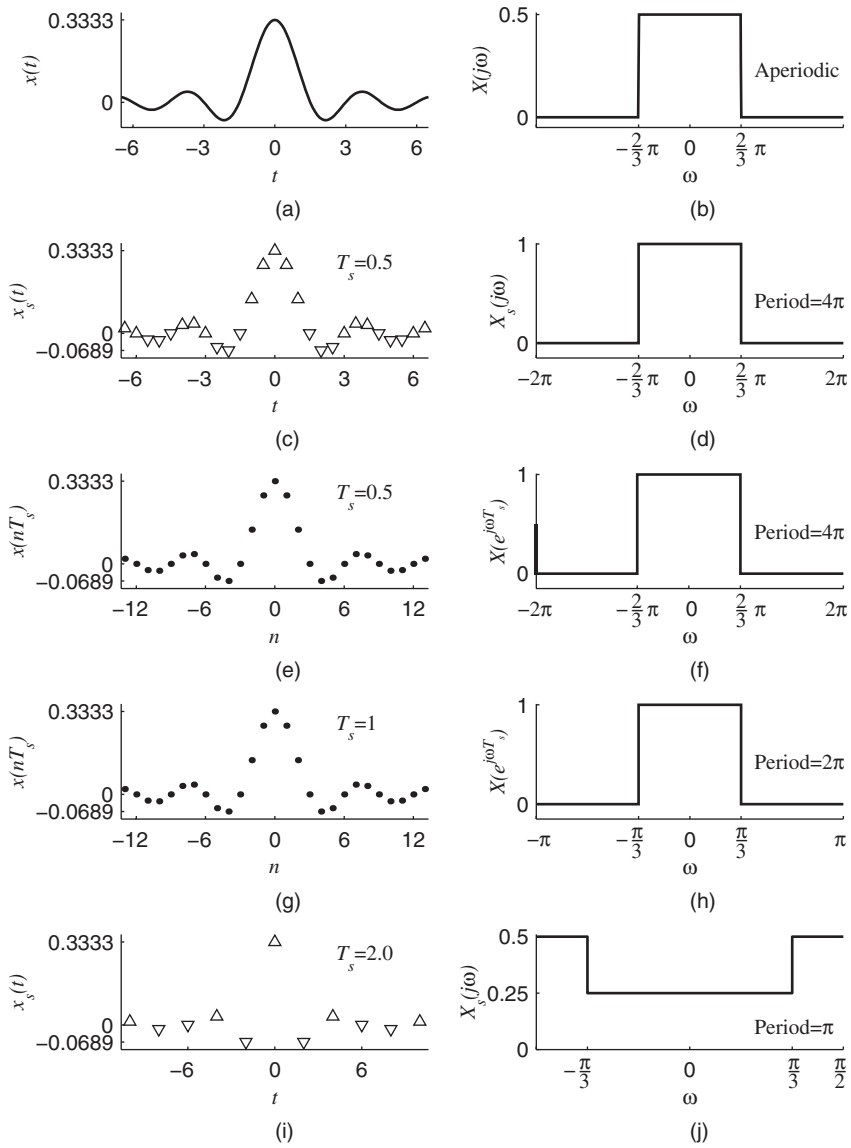 0.3333
0
x(t)
−6 −3 0 3 6
t
(a)
0.5
0
X(jω)
Aperiodic
−2/3 π 0 2/3 π
ω
(b)
0.3333
0
−0.0689
x_s(t)
T_s=0.5
−6 −3 0 3 6
t
(c)
1
0
X_s(jω)
Period=4π
−2π −2/3 π 0 2/3 π 2π
ω
(d)
0.3333
0
−0.0689
x(nT_s)
T_s=0.5
−12 −6 0 6 12
n
(e)
1
0
X(e^{jωT_s})
Period=4π
−2π −2/3 π 0 2/3 π 2π
ω
(f)
0.3333
0
−0.0689
x(nT_s)
T_s=1
−12 −6 0 6 12
n
(g)
1
0
X(e^{jωT_s})
Period=2π
−π −π/3 0 π/3 π
ω
(h)
0.3333
0
−0.0689
x_s(t)
T_s=2.0
−6 0 6
t
(i)
0.5
0.25
0
X_s(jω)
Period=π
−π/3 0 π/3 π/2
ω
(j)